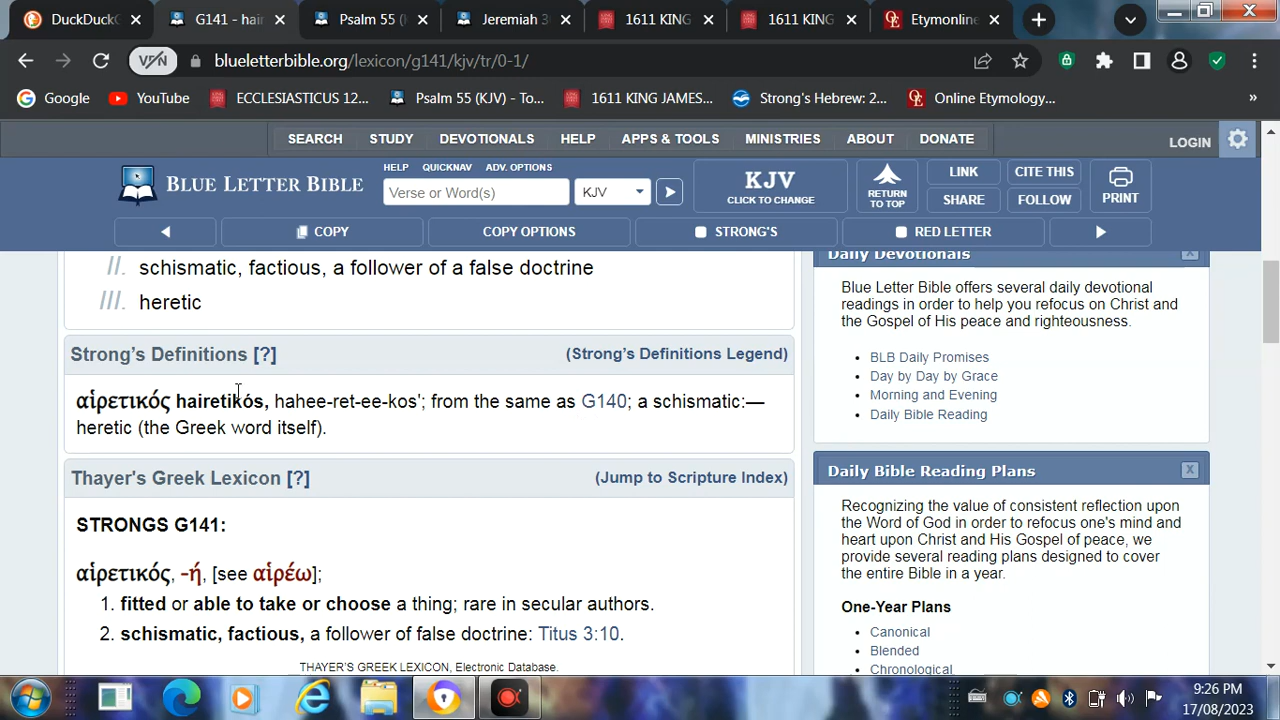 DuckDuck
G141 - hai
Psalm 55 (
Jeremiah 3
1611 KING
1611 KING
Etymonline
VPN
blueletterbible.org/lexicon/g141/kjv/tr/0-1/
Google
YouTube
ECCLESIASTICUS 12...
Psalm 55 (KJV) - To...
1611 KING JAMES...
Strong's Hebrew: 2...
Online Etymology...
»
SEARCH STUDY DEVOTIONALS HELP APPS & TOOLS MINISTRIES ABOUT DONATE
LOGIN
BLUE LETTER BIBLE
HELP QUICKNAV ADV. OPTIONS
Verse or Word(s)
KJV
KJV
CLICK TO CHANGE
RETURN
TO TOP
LINK
CITE THIS
SHARE
FOLLOW
PRINT
COPY
COPY OPTIONS
STRONG'S
RED LETTER
II. schismatic, factious, a follower of a false doctrine
III. heretic
Strong's Definitions [?]
(Strong's Definitions Legend)
αἱρετικός hairetikós, hahee-ret-ee-kos'; from the same as G140; a schismatic:—
heretic (the Greek word itself).
Thayer's Greek Lexicon [?]
(Jump to Scripture Index)
STRONGS G141:
αἱρετικός, -ή, [see αἱρέω];
1. fitted or able to take or choose a thing; rare in secular authors.
2. schismatic, factious, a follower of false doctrine: Titus 3:10.
THAYER'S GREEK LEXICON, Electronic Database.
Daily Devotionals
Blue Letter Bible offers several daily devotional
readings in order to help you refocus on Christ and
the Gospel of His peace and righteousness.
BLB Daily Promises
Day by Day by Grace
Morning and Evening
Daily Bible Reading
Daily Bible Reading Plans
X
Recognizing the value of consistent reflection upon
the Word of God in order to refocus one's mind and
heart upon Christ and His Gospel of peace, we
provide several reading plans designed to cover
the entire Bible in a year.
One-Year Plans
Canonical
Blended
Chronological
9:26 PM
17/08/2023